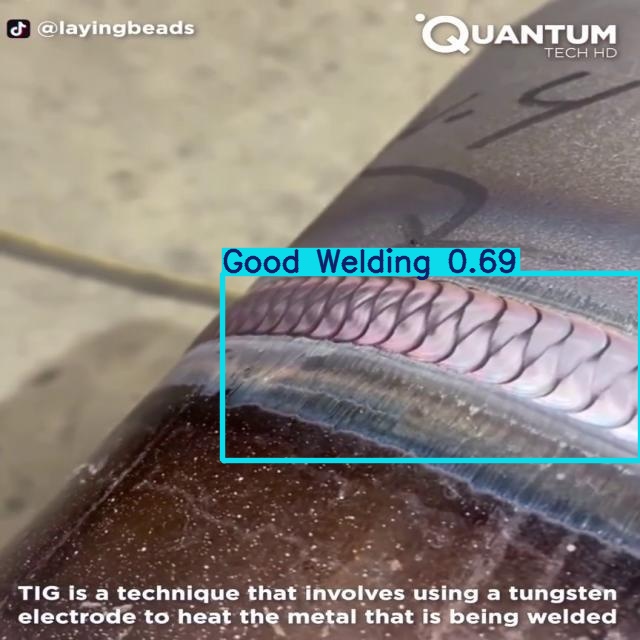 @layingbeads
QUANTUM
TECH HD
Good Welding 0.69
TIG is a technique that involves using a tungsten
electrode to heat the metal that is being welded